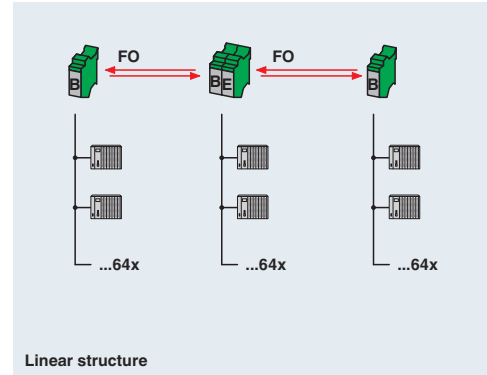 FO FO
B BE B
...64x ...64x ...64x
Linear structure